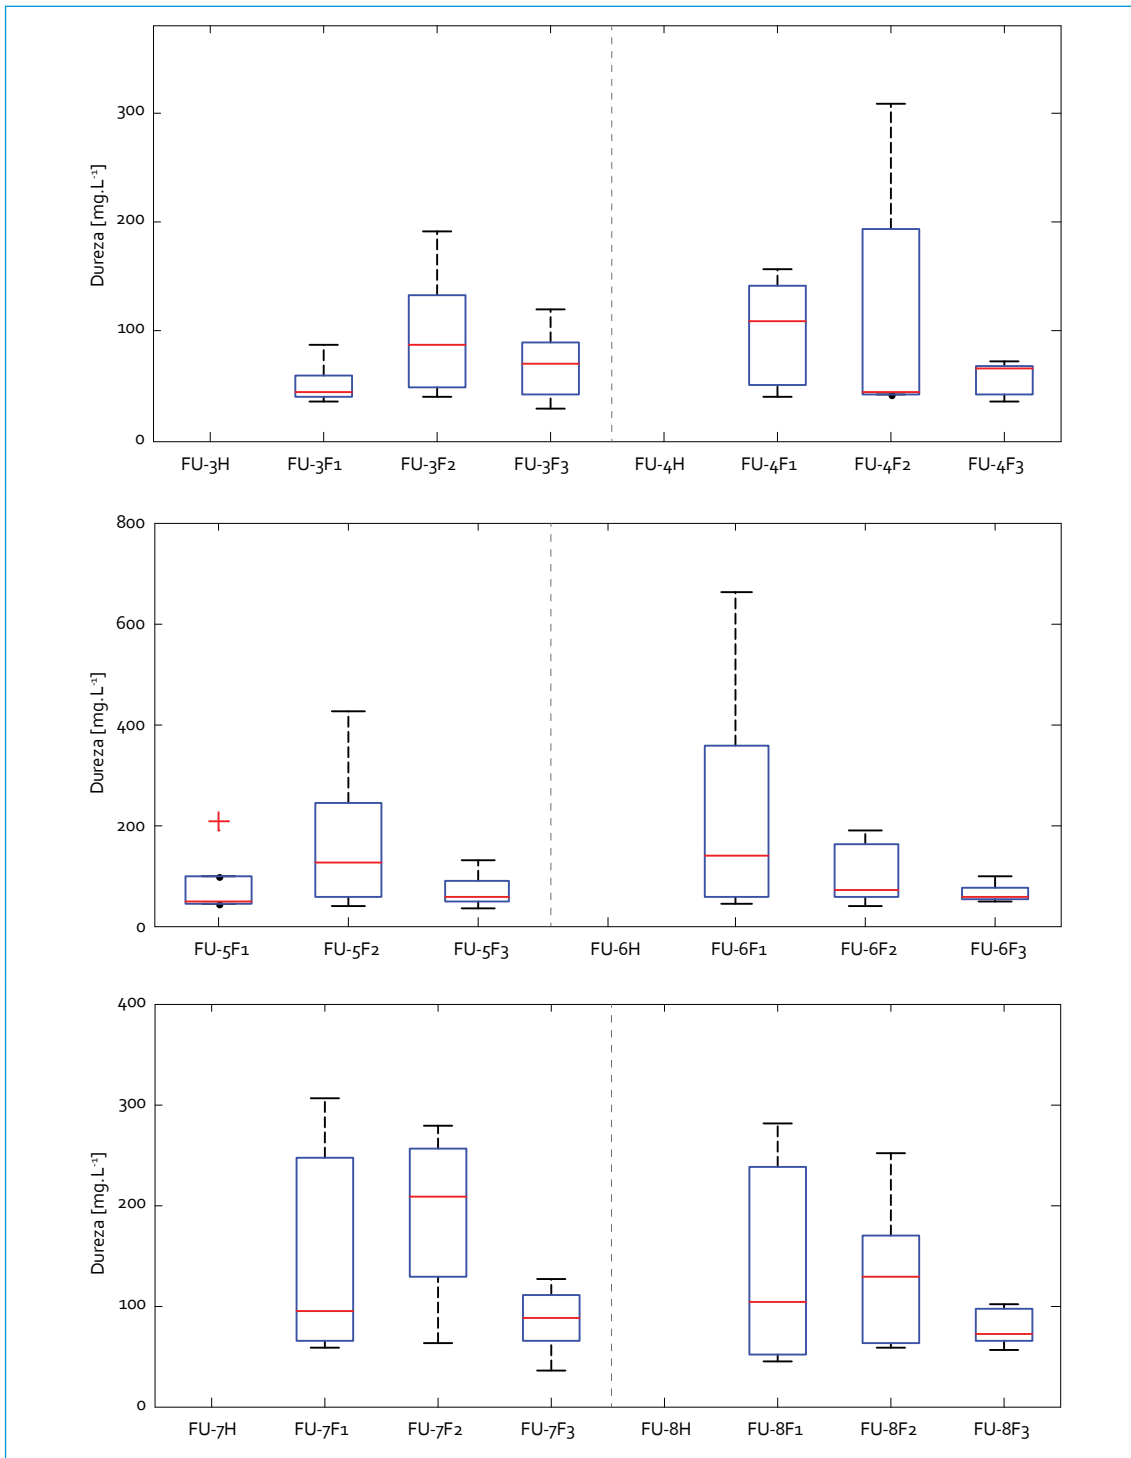 300
200
100
0
Dureza [mg.L-1]
FU-3H FU-3F1 FU-3F2 FU-3F3 FU-4H FU-4F1 FU-4F2 FU-4F3
800
600
400
200
0
Dureza [mg.L-1]
FU-5F1 FU-5F2 FU-5F3 FU-6H FU-6F1 FU-6F2 FU-6F3
400
300
200
100
0
Dureza [mg.L-1]
FU-7H FU-7F1 FU-7F2 FU-7F3 FU-8H FU-8F1 FU-8F2 FU-8F3